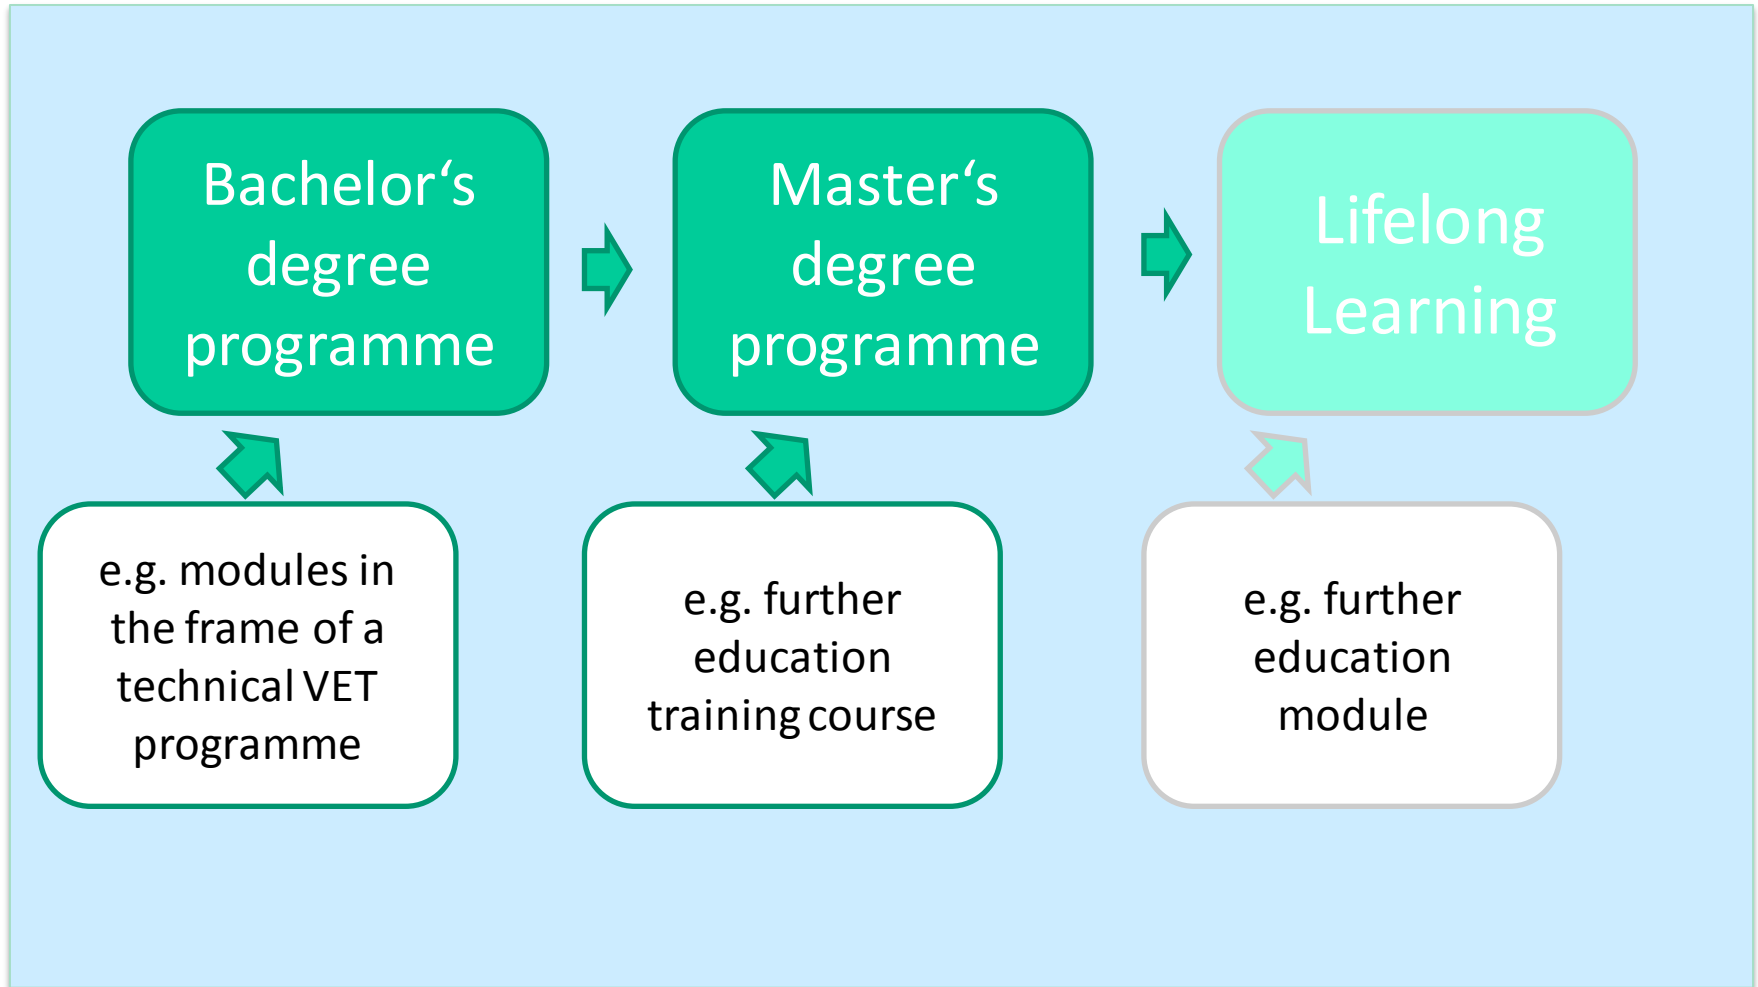 Bachelor‘s
degree
programme
Master‘s
degree
programme
Lifelong
Learning
e.g. modules in
the frame of a
technical VET
programme
e.g. further
education
training course
e.g. further
education
module